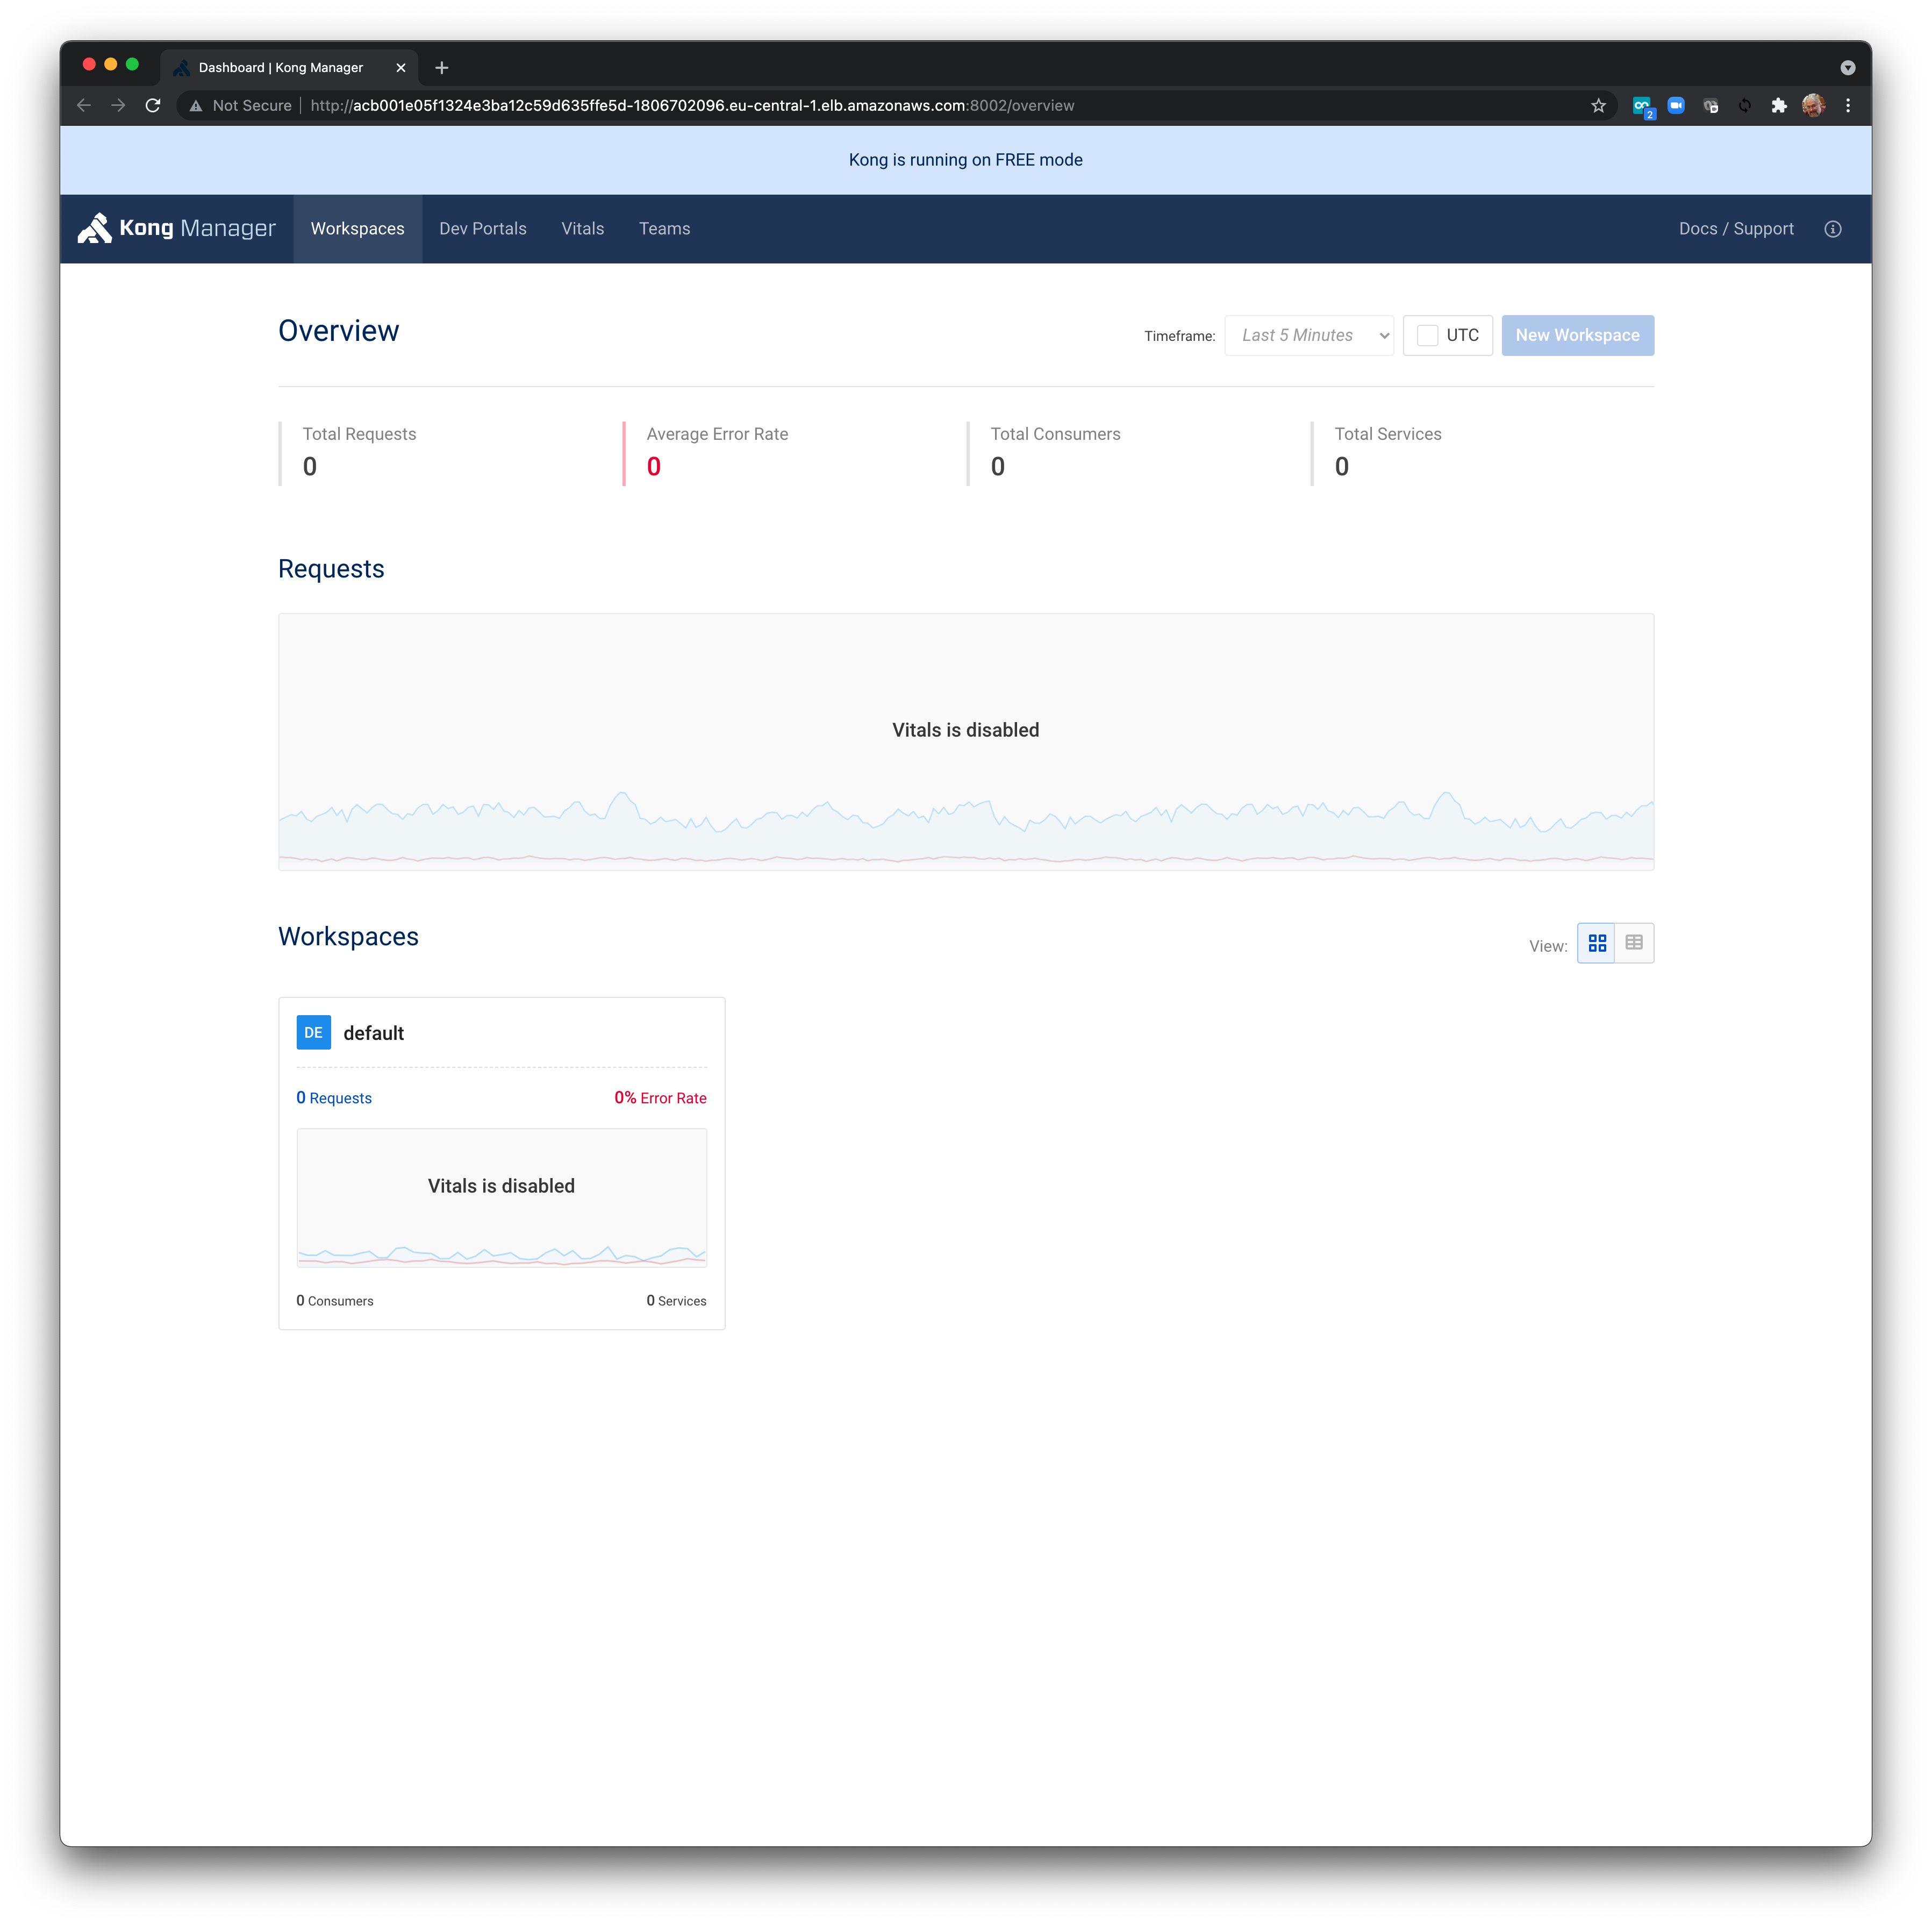 Dashboard | Kong Manager
Not Secure | http://acb001e05f1324e3ba12c59d635ffe5d-1806702096.eu-central-1.elb.amazonaws.com:8002/overview
2
Kong is running on FREE mode
Kong Manager Workspaces Dev Portals Vitals Teams Docs / Support
Overview
Timeframe: Last 5 Minutes UTC New Workspace
Total Requests Average Error Rate Total Consumers Total Services
0 0 0 0
Requests
Vitals is disabled
Workspaces
View:
DE default
0 Requests 0% Error Rate
Vitals is disabled
0 Consumers 0 Services